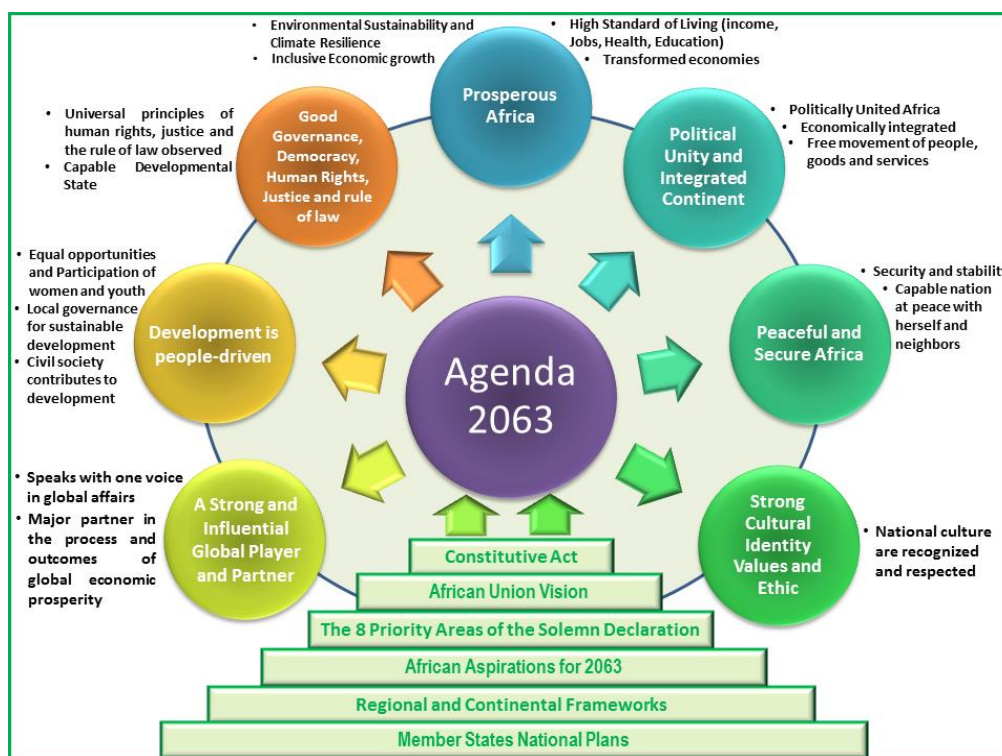 • Environmental Sustainability and
Climate Resilience
• Inclusive Economic growth
• High Standard of Living (income,
Jobs, Health, Education)
• Transformed economies
Prosperous
Africa
• Universal principles of
human rights, justice and
the rule of law observed
• Capable Developmental
State
Good
Governance,
Democracy,
Human Rights,
Justice and rule
of law
Political
Unity and
Integrated
Continent
• Politically United Africa
• Economically integrated
• Free movement of people,
goods and services
• Equal opportunities
and Participation of
women and youth
• Local governance
for sustainable
development
• Civil society
contributes to
development
Development is
people-driven
Agenda
2063
Peaceful and
Secure Africa
• Security and stability
• Capable nation
at peace with
herself and
neighbors
• Speaks with one voice
in global affairs
• Major partner in
the process and
outcomes of
global economic
prosperity
A Strong and
Influential
Global Player
and Partner
Strong
Cultural
Identity
Values and
Ethic
• National culture
are recognized
and respected
Constitutive Act
African Union Vision
The 8 Priority Areas of the Solemn Declaration
African Aspirations for 2063
Regional and Continental Frameworks
Member States National Plans